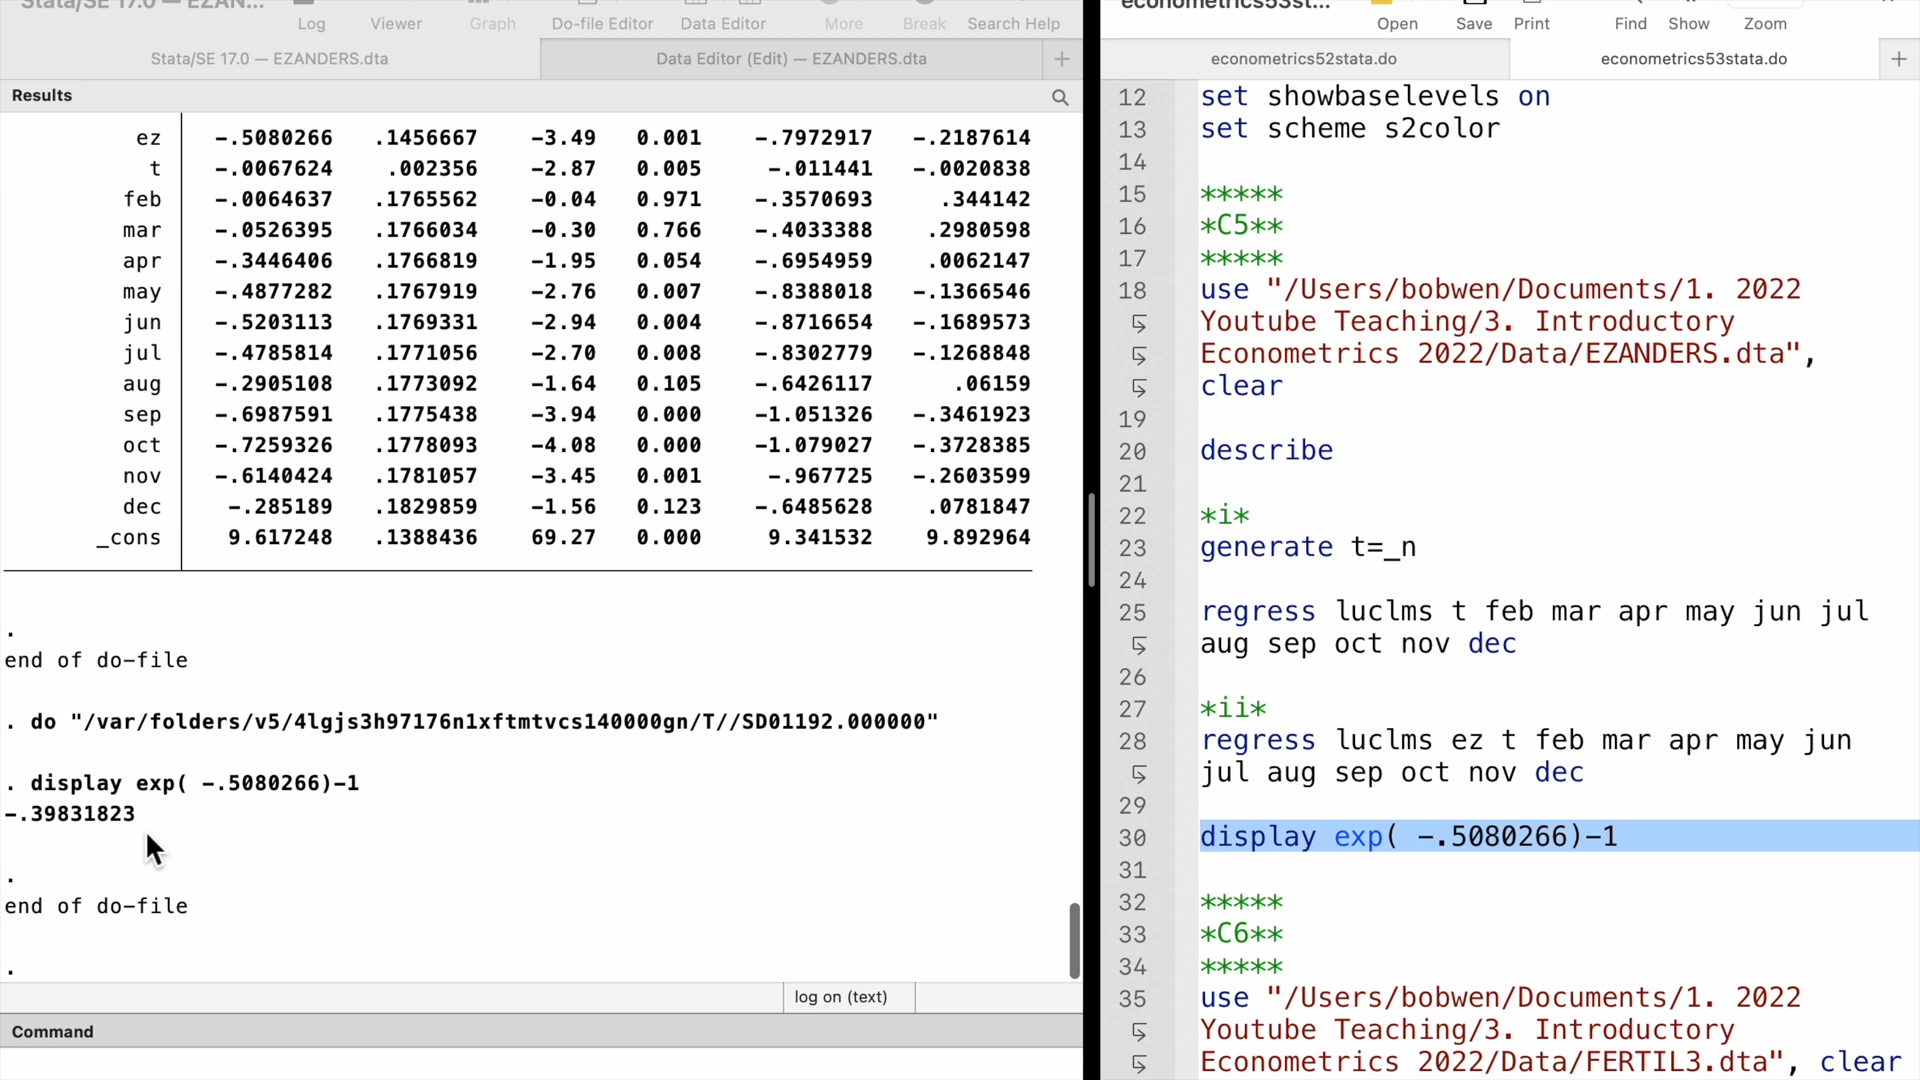 Stata/SE 17.0 — EZAN...
Log Viewer Graph Do-file Editor Data Editor More Break Search Help
Stata/SE 17.0 — EZANDERS.dta
Data Editor (Edit) — EZANDERS.dta
Results
ez -.5080266 .1456667 -3.49 0.001 -.7972917 -.2187614
t -.0067624 .002356 -2.87 0.005 -.011441 -.0020838
feb -.0064637 .1765562 -0.04 0.971 -.3570693 .344142
mar -.0526395 .1766034 -0.30 0.766 -.4033388 .2980598
apr -.3446406 .1766819 -1.95 0.054 -.6954959 .0062147
may -.4877282 .1767919 -2.76 0.007 -.8388018 -.1366546
jun -.5203113 .1769331 -2.94 0.004 -.8716654 -.1689573
jul -.4785814 .1771056 -2.70 0.008 -.8302779 -.1268848
aug -.2905108 .1773092 -1.64 0.105 -.6426117 .06159
sep -.6987591 .1775438 -3.94 0.000 -1.051326 -.3461923
oct -.7259326 .1778093 -4.08 0.000 -1.079027 -.3728385
nov -.6140424 .1781057 -3.45 0.001 -.967725 -.2603599
dec -.285189 .1829859 -1.56 0.123 -.6485628 .0781847
_cons 9.617248 .1388436 69.27 0.000 9.341532 9.892964
.
end of do-file
. do "/var/folders/v5/4lgjs3h97176n1xftmtvcs140000gn/T//SD01192.000000"
. display exp( -.5080266)-1
-.39831823
.
end of do-file
.
log on (text)
Command
econometrics53st...
Open Save Print Find Show Zoom
econometrics52stata.do
econometrics53stata.do
12 set showbaselevels on
13 set scheme s2color
14
15 *****
16 *C5**
17 *****
18 use "/Users/bobwen/Documents/1. 2022
Youtube Teaching/3. Introductory
Econometrics 2022/Data/EZANDERS.dta",
clear
19
20 describe
21
22 *i*
23 generate t=_n
24
25 regress luclms t feb mar apr may jun jul
aug sep oct nov dec
26
27 *ii*
28 regress luclms ez t feb mar apr may jun
jul aug sep oct nov dec
29
30 display exp( -.5080266)-1
31
32 *****
33 *C6**
34 *****
35 use "/Users/bobwen/Documents/1. 2022
Youtube Teaching/3. Introductory
Econometrics 2022/Data/FERTIL3.dta", clear